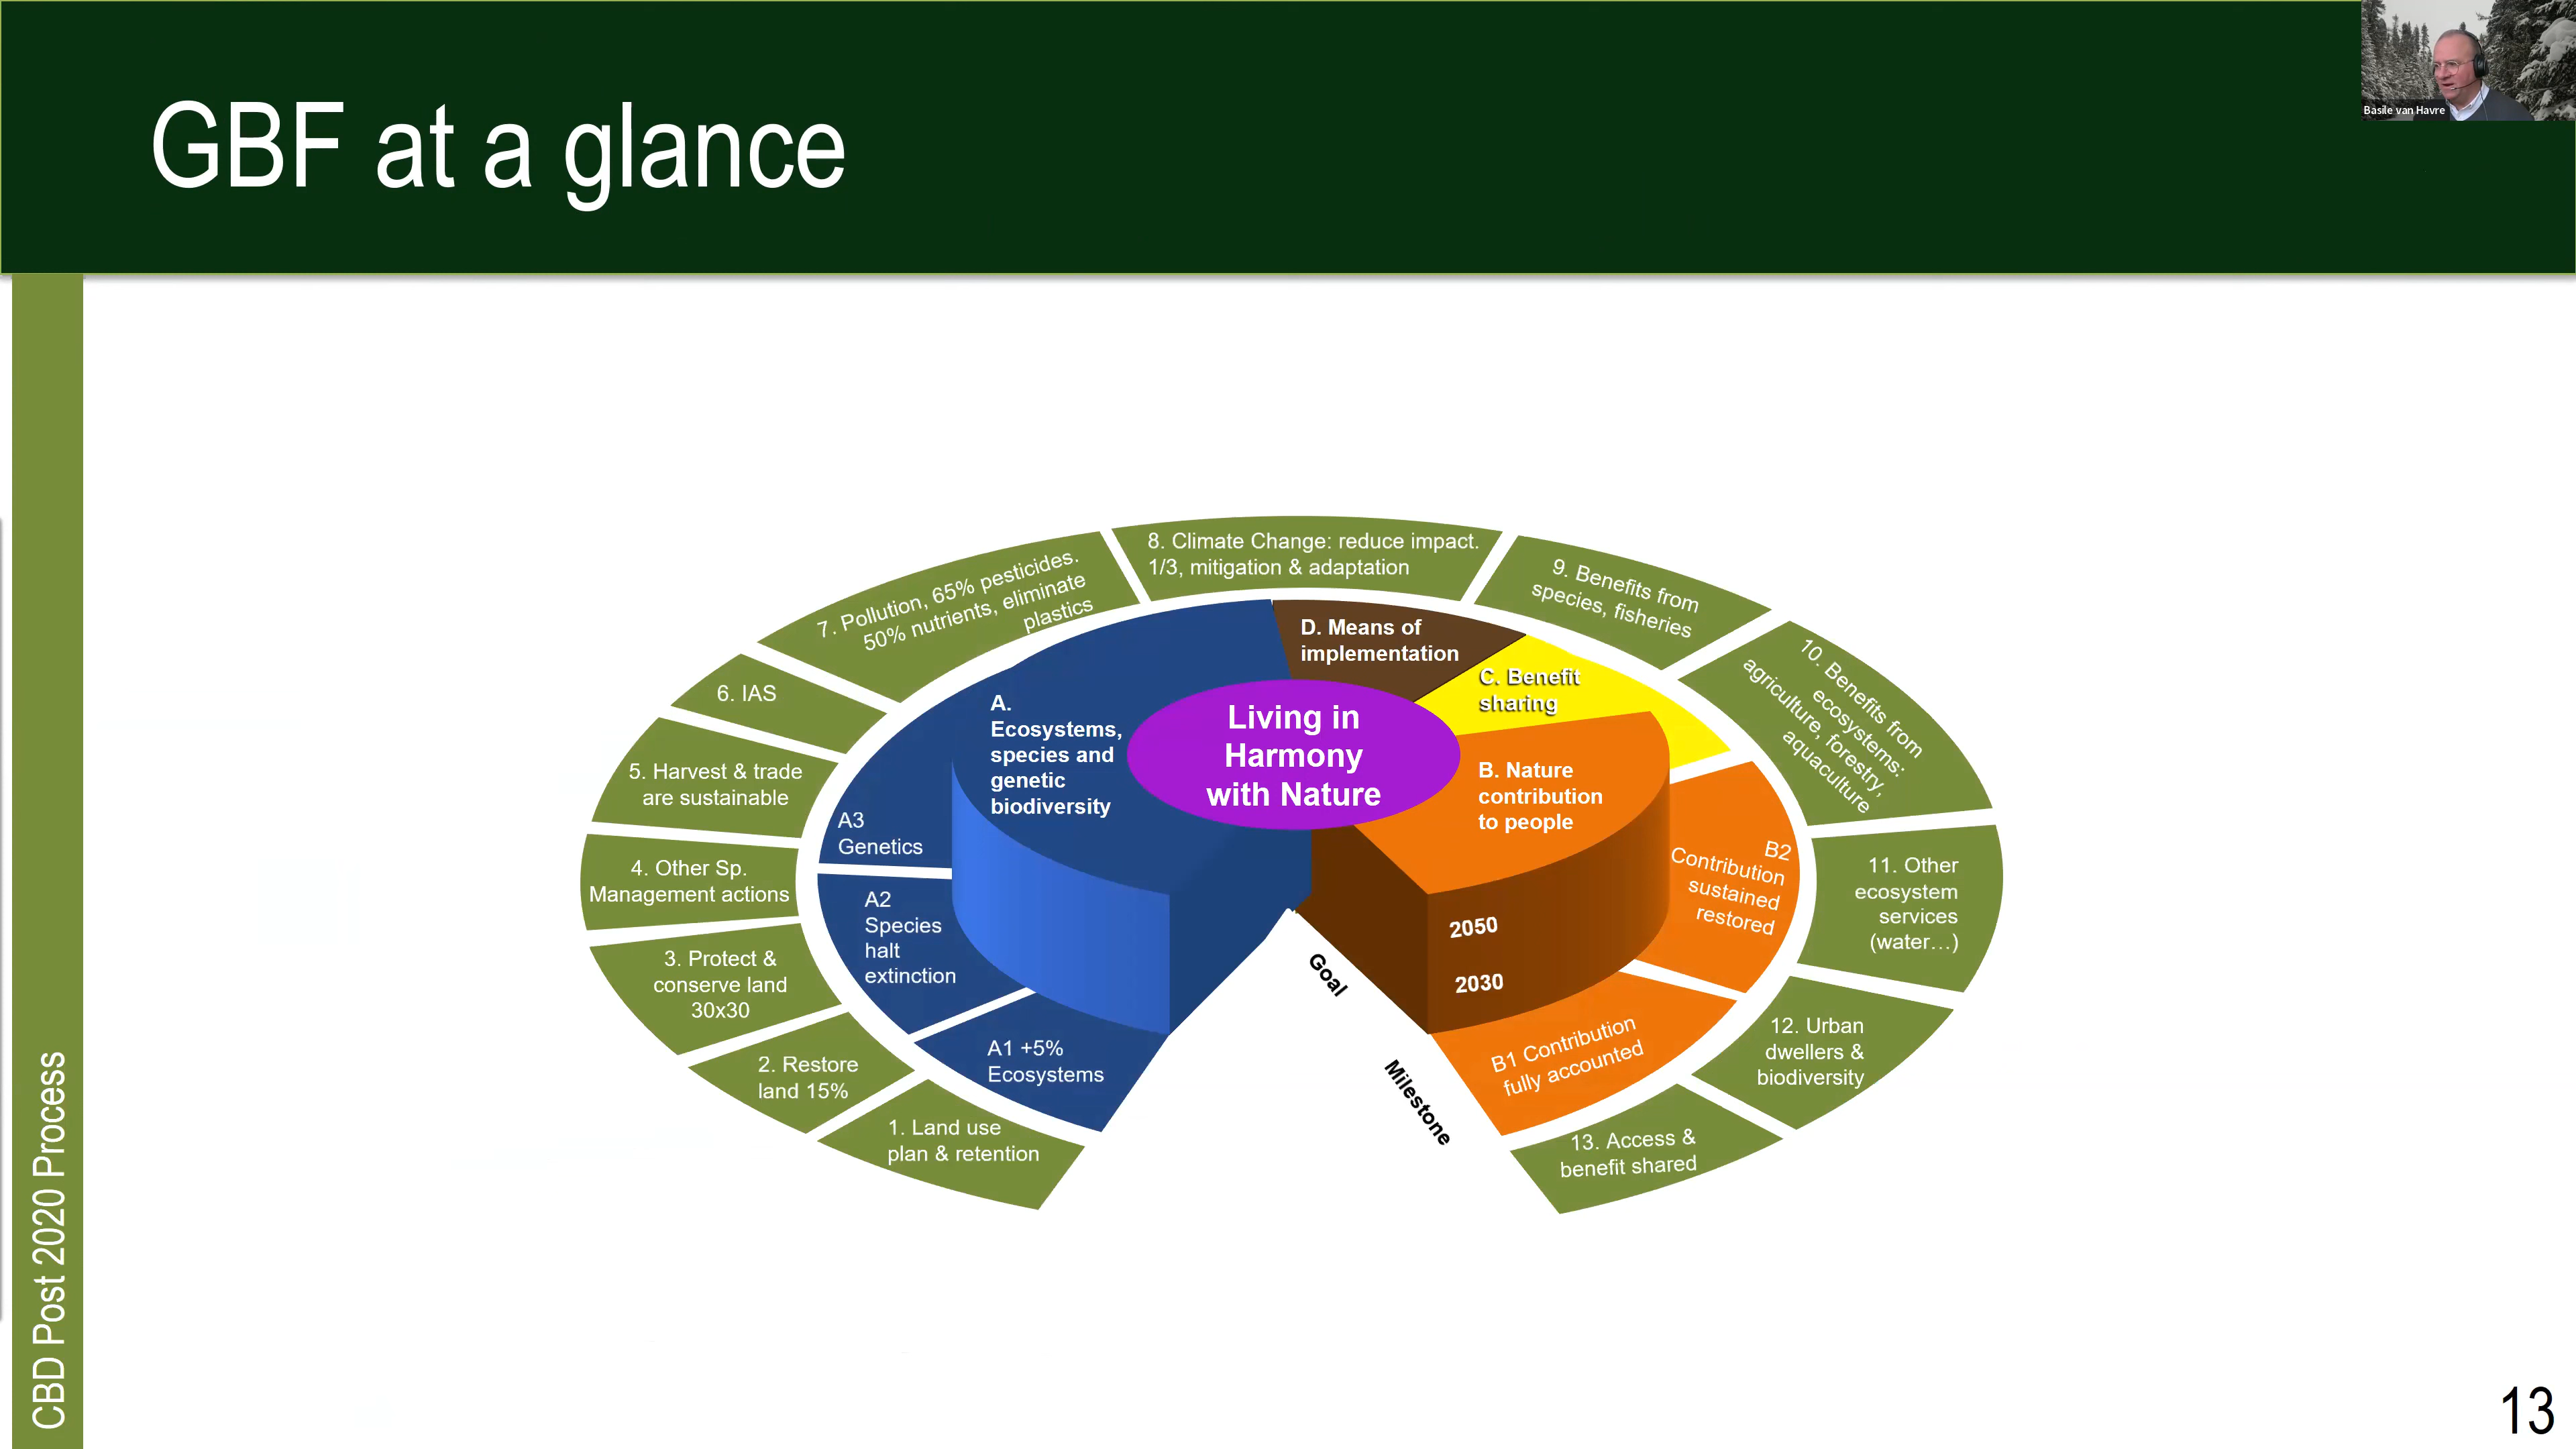 GBF at a glance
Basile van Havre
CBD Post 2020 Process
Living in
Harmony
with Nature
A.
Ecosystems,
species and
genetic
biodiversity
B. Nature
contribution
to people
C. Benefit
sharing
D. Means of
implementation
2050
2030
Goal
Milestone
A1 +5%
Ecosystems
A2
Species
halt
extinction
A3
Genetics
B1 Contribution
fully accounted
B2
Contribution
sustained
restored
1. Land use
plan & retention
2. Restore
land 15%
3. Protect &
conserve land
30x30
4. Other Sp.
Management actions
5. Harvest & trade
are sustainable
6. IAS
7. Pollution, 65% pesticides.
50% nutrients, eliminate
plastics
8. Climate Change: reduce impact.
1/3, mitigation & adaptation
9. Benefits from
species, fisheries
10. Benefits from
ecosystems:
agriculture, forestry,
aquaculture
11. Other
ecosystem
services
(water…)
12. Urban
dwellers &
biodiversity
13. Access &
benefit shared
13